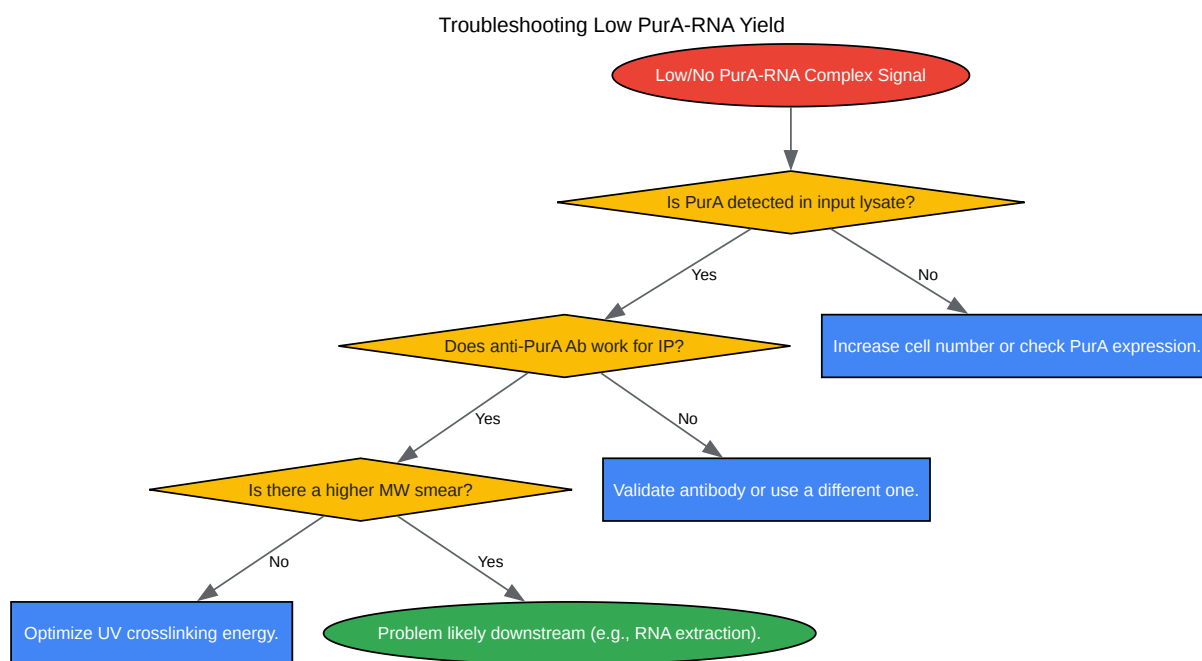 Troubleshooting Low PurA-RNA Yield
Low/No PurA-RNA Complex Signal
Is PurA detected in input lysate?
Yes
No
Does anti-PurA Ab work for IP?
Increase cell number or check PurA expression.
Yes
No
Is there a higher MW smear?
Validate antibody or use a different one.
No
Yes
Optimize UV crosslinking energy.
Problem likely downstream (e.g., RNA extraction).